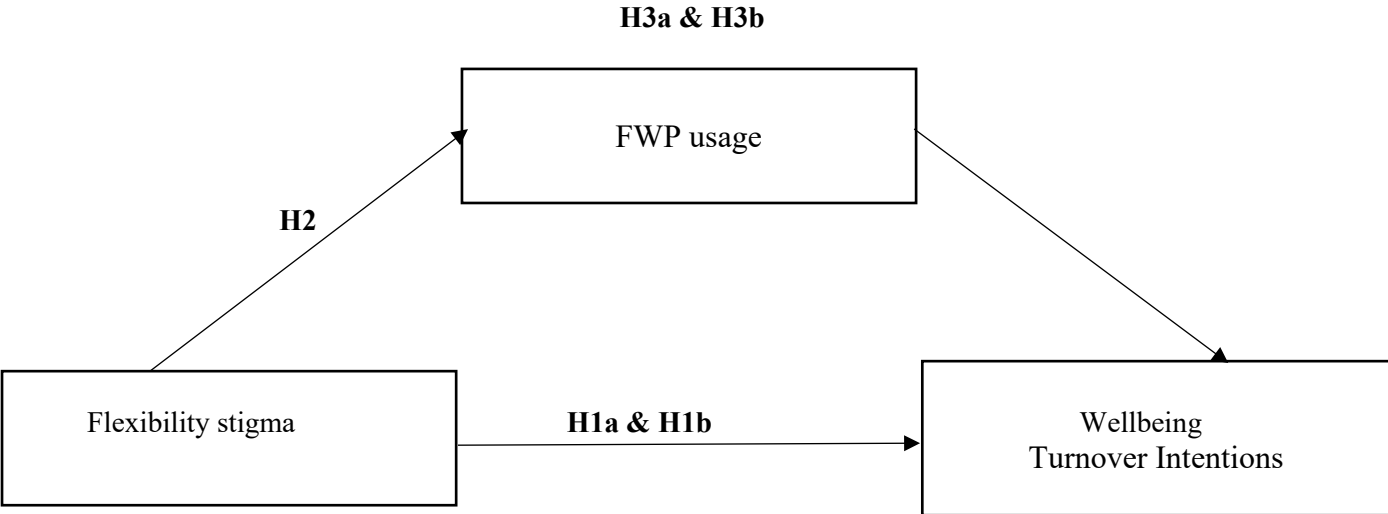 H3a & H3b
FWP usage
H2
Flexibility stigma
H1a & H1b
Wellbeing
Turnover Intentions